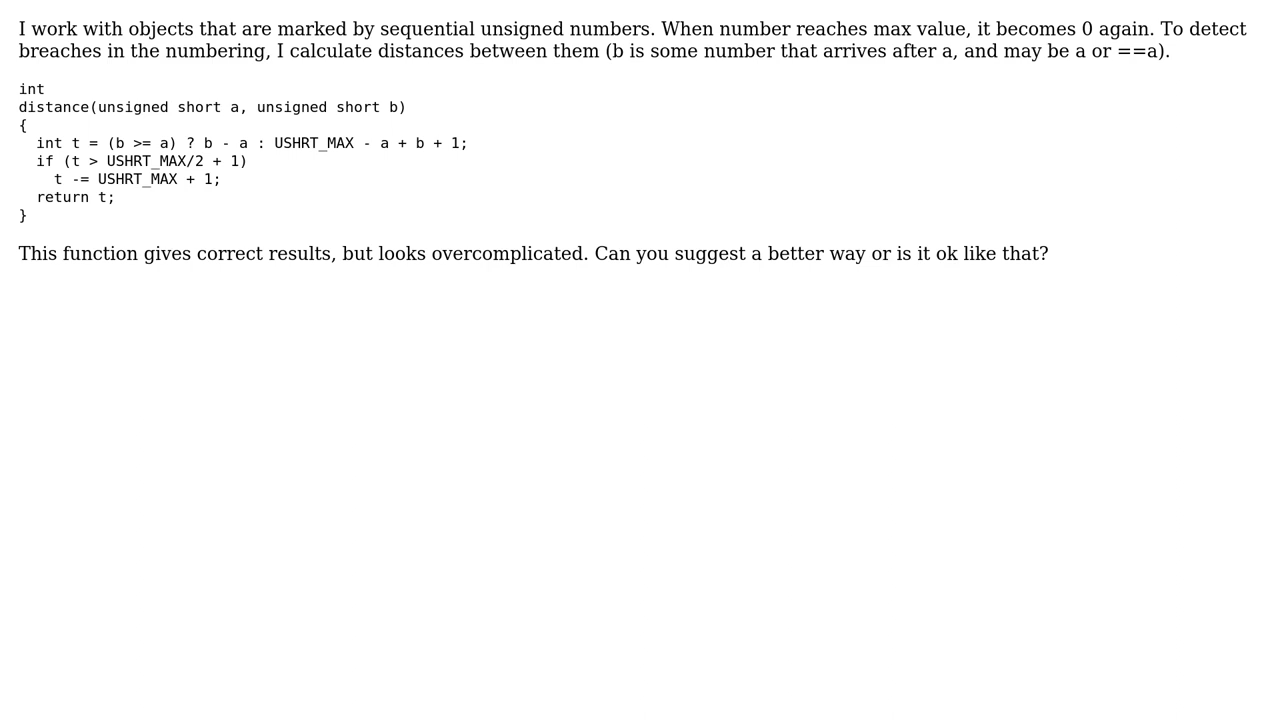 I work with objects that are marked by sequential unsigned numbers. When number reaches max value, it becomes 0 again. To detect
breaches in the numbering, I calculate distances between them (b is some number that arrives after a, and may be a or ==a).
int
distance(unsigned short a, unsigned short b)
{
  int t = (b >= a) ? b - a : USHRT_MAX - a + b + 1;
  if (t > USHRT_MAX/2 + 1)
    t -= USHRT_MAX + 1;
  return t;
}
This function gives correct results, but looks overcomplicated. Can you suggest a better way or is it ok like that?